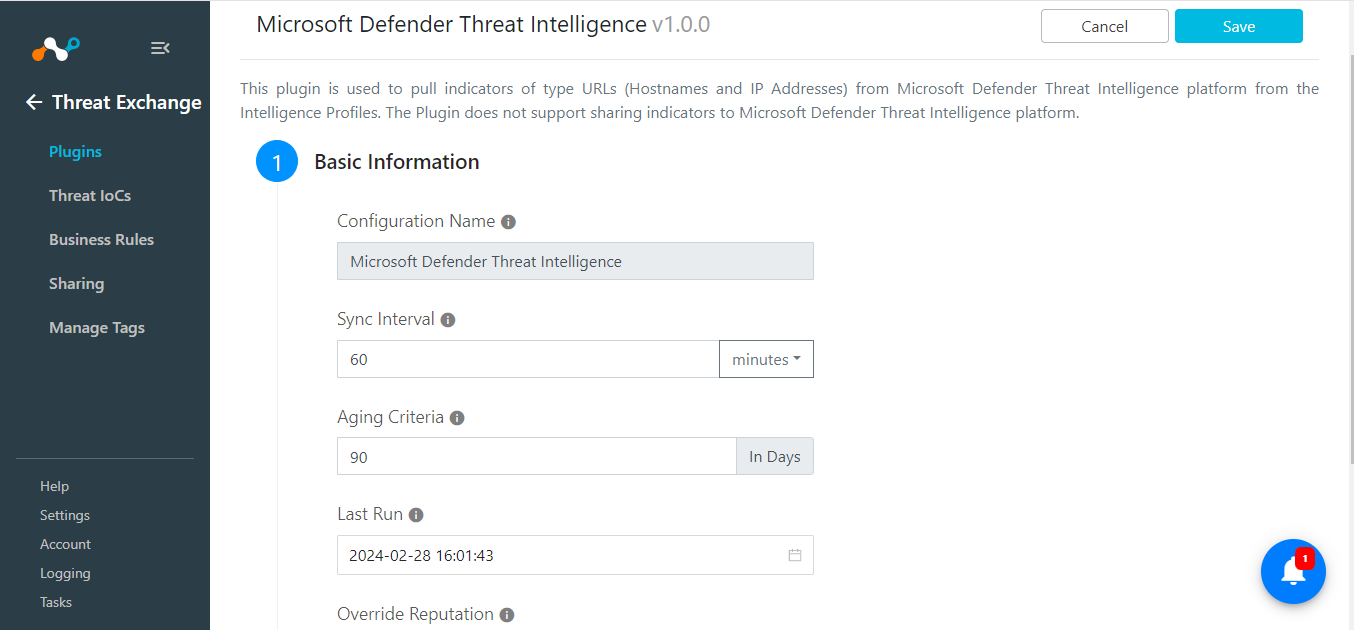 Threat Exchange
Plugins
Threat IoCs
Business Rules
Sharing
Manage Tags
Help
Settings
Account
Logging
Tasks
Microsoft Defender Threat Intelligence v1.0.0
Cancel
Save
This plugin is used to pull indicators of type URLs (Hostnames and IP Addresses) from Microsoft Defender Threat Intelligence platform from the
Intelligence Profiles. The Plugin does not support sharing indicators to Microsoft Defender Threat Intelligence platform.
1 Basic Information
Configuration Name
Microsoft Defender Threat Intelligence
Sync Interval
60 minutes
Aging Criteria
90 In Days
Last Run
2024-02-28 16:01:43
Override Reputation
1